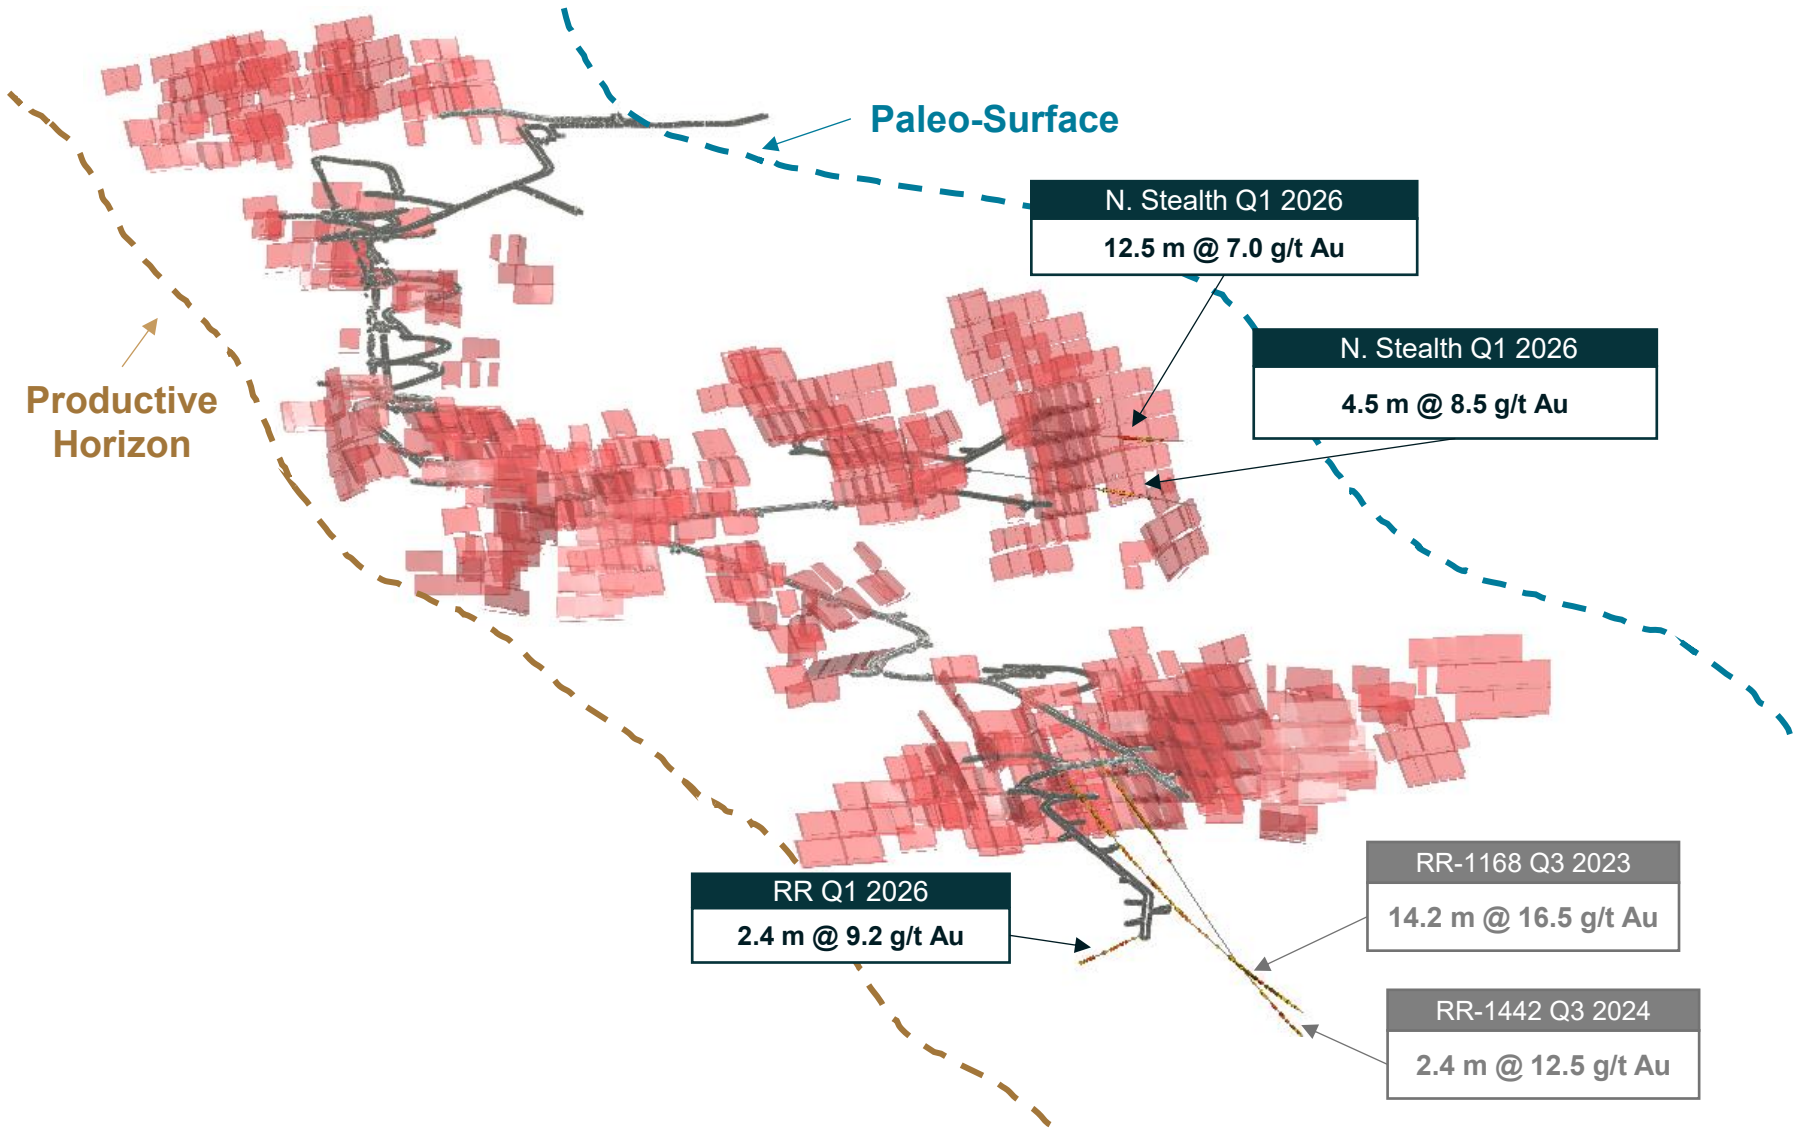 Paleo-Surface
N. Stealth Q1 2026
12.5 m @ 7.0 g/t Au
N. Stealth Q1 2026
4.5 m @ 8.5 g/t Au
Productive
Horizon
RR Q1 2026
2.4 m @ 9.2 g/t Au
RR-1168 Q3 2023
14.2 m @ 16.5 g/t Au
RR-1442 Q3 2024
2.4 m @ 12.5 g/t Au